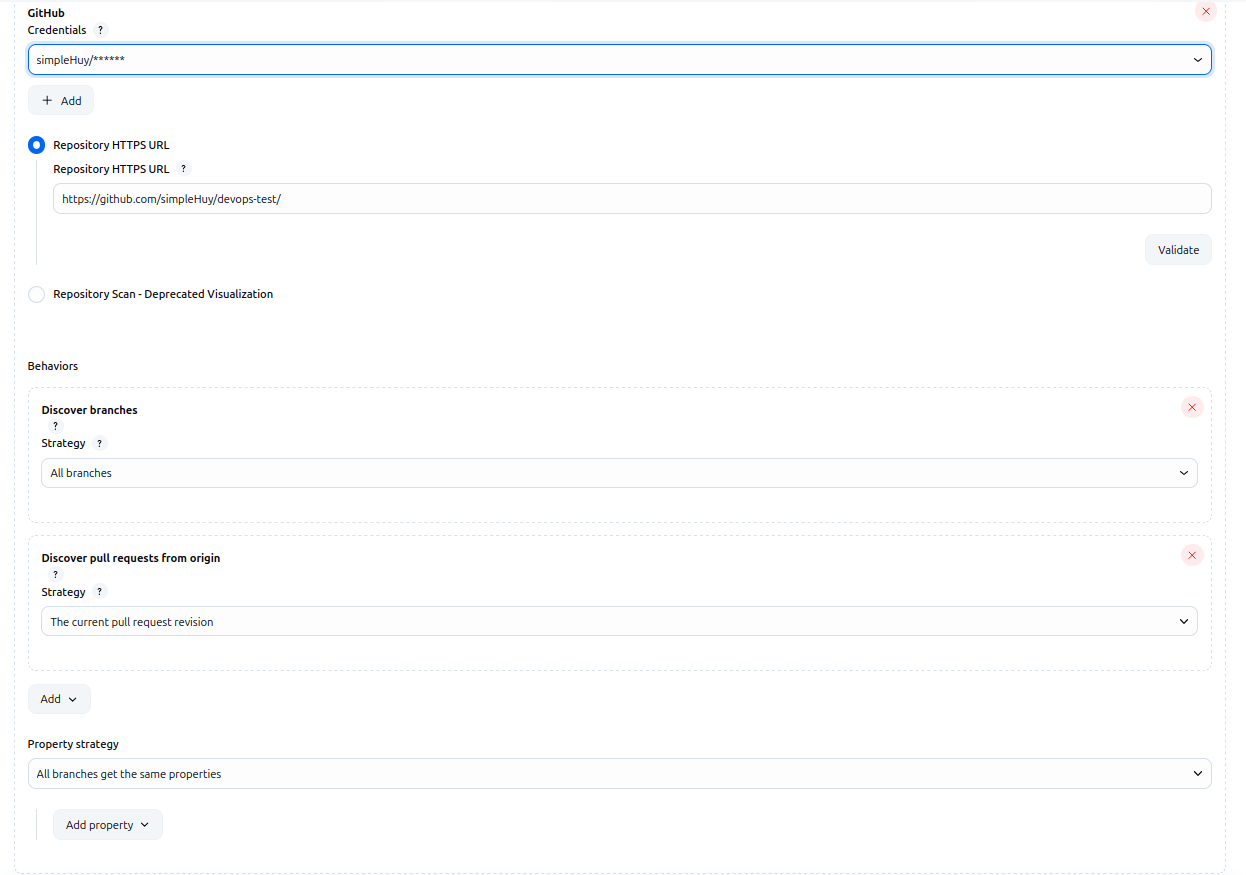 GitHub
Credentials ?
simpleHuy/******
+ Add
Repository HTTPS URL
Repository HTTPS URL ?
https://github.com/simpleHuy/devops-test/
Validate
Repository Scan - Deprecated Visualization
Behaviors
Discover branches
?
Strategy ?
All branches
Discover pull requests from origin
?
Strategy ?
The current pull request revision
Add
Property strategy
All branches get the same properties
Add property